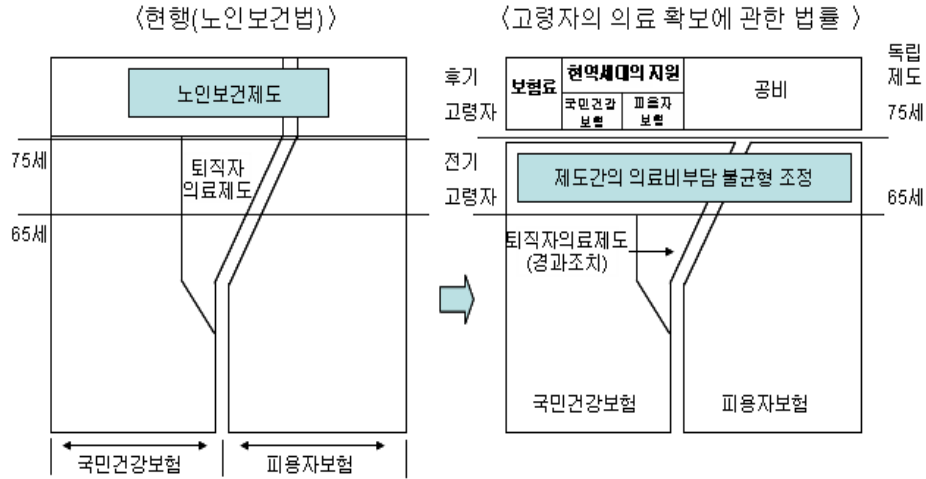 〈현행(노인보건법)〉
노인보건제도
75세
퇴직자
의료제도
65세
국민건강보험
피용자보험
〈고령자의 의료 확보에 관한 법률 〉
독립
제도
후기
고령자
보험료
현역세대의 지원
국민건강
보험
피용자
보험
공비
75세
전기
고령자
제도간의 의료비부담 불균형 조정
65세
퇴직자의료제도
(경과조치)
국민건강보험
피용자보험